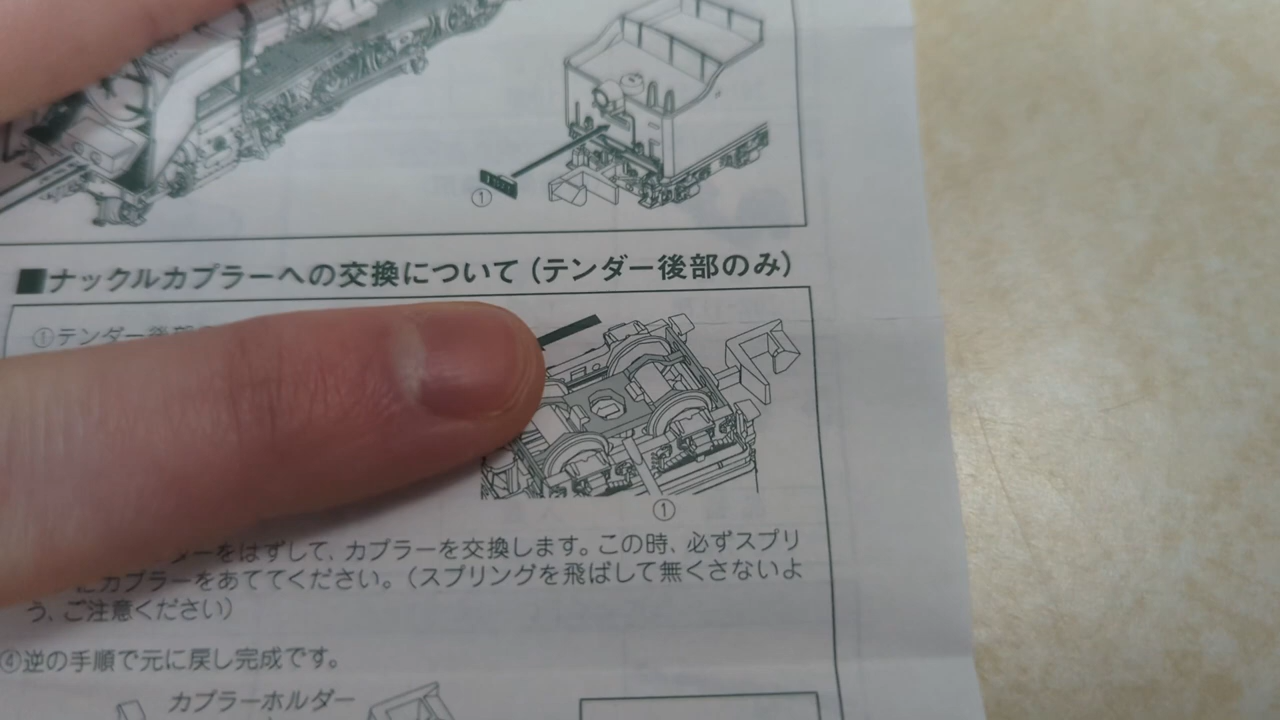 ①
■ナックルカプラーへの交換について(テンダー後部のみ)
①テンダー後部の
①
ーをはずして、カプラーを交換します。この時、必ずスプリ
にカプラーをあててください。(スプリングを飛ばして無くさないよ
う、ご注意ください)
④逆の手順で元に戻し完成です。
カプラーホルダー